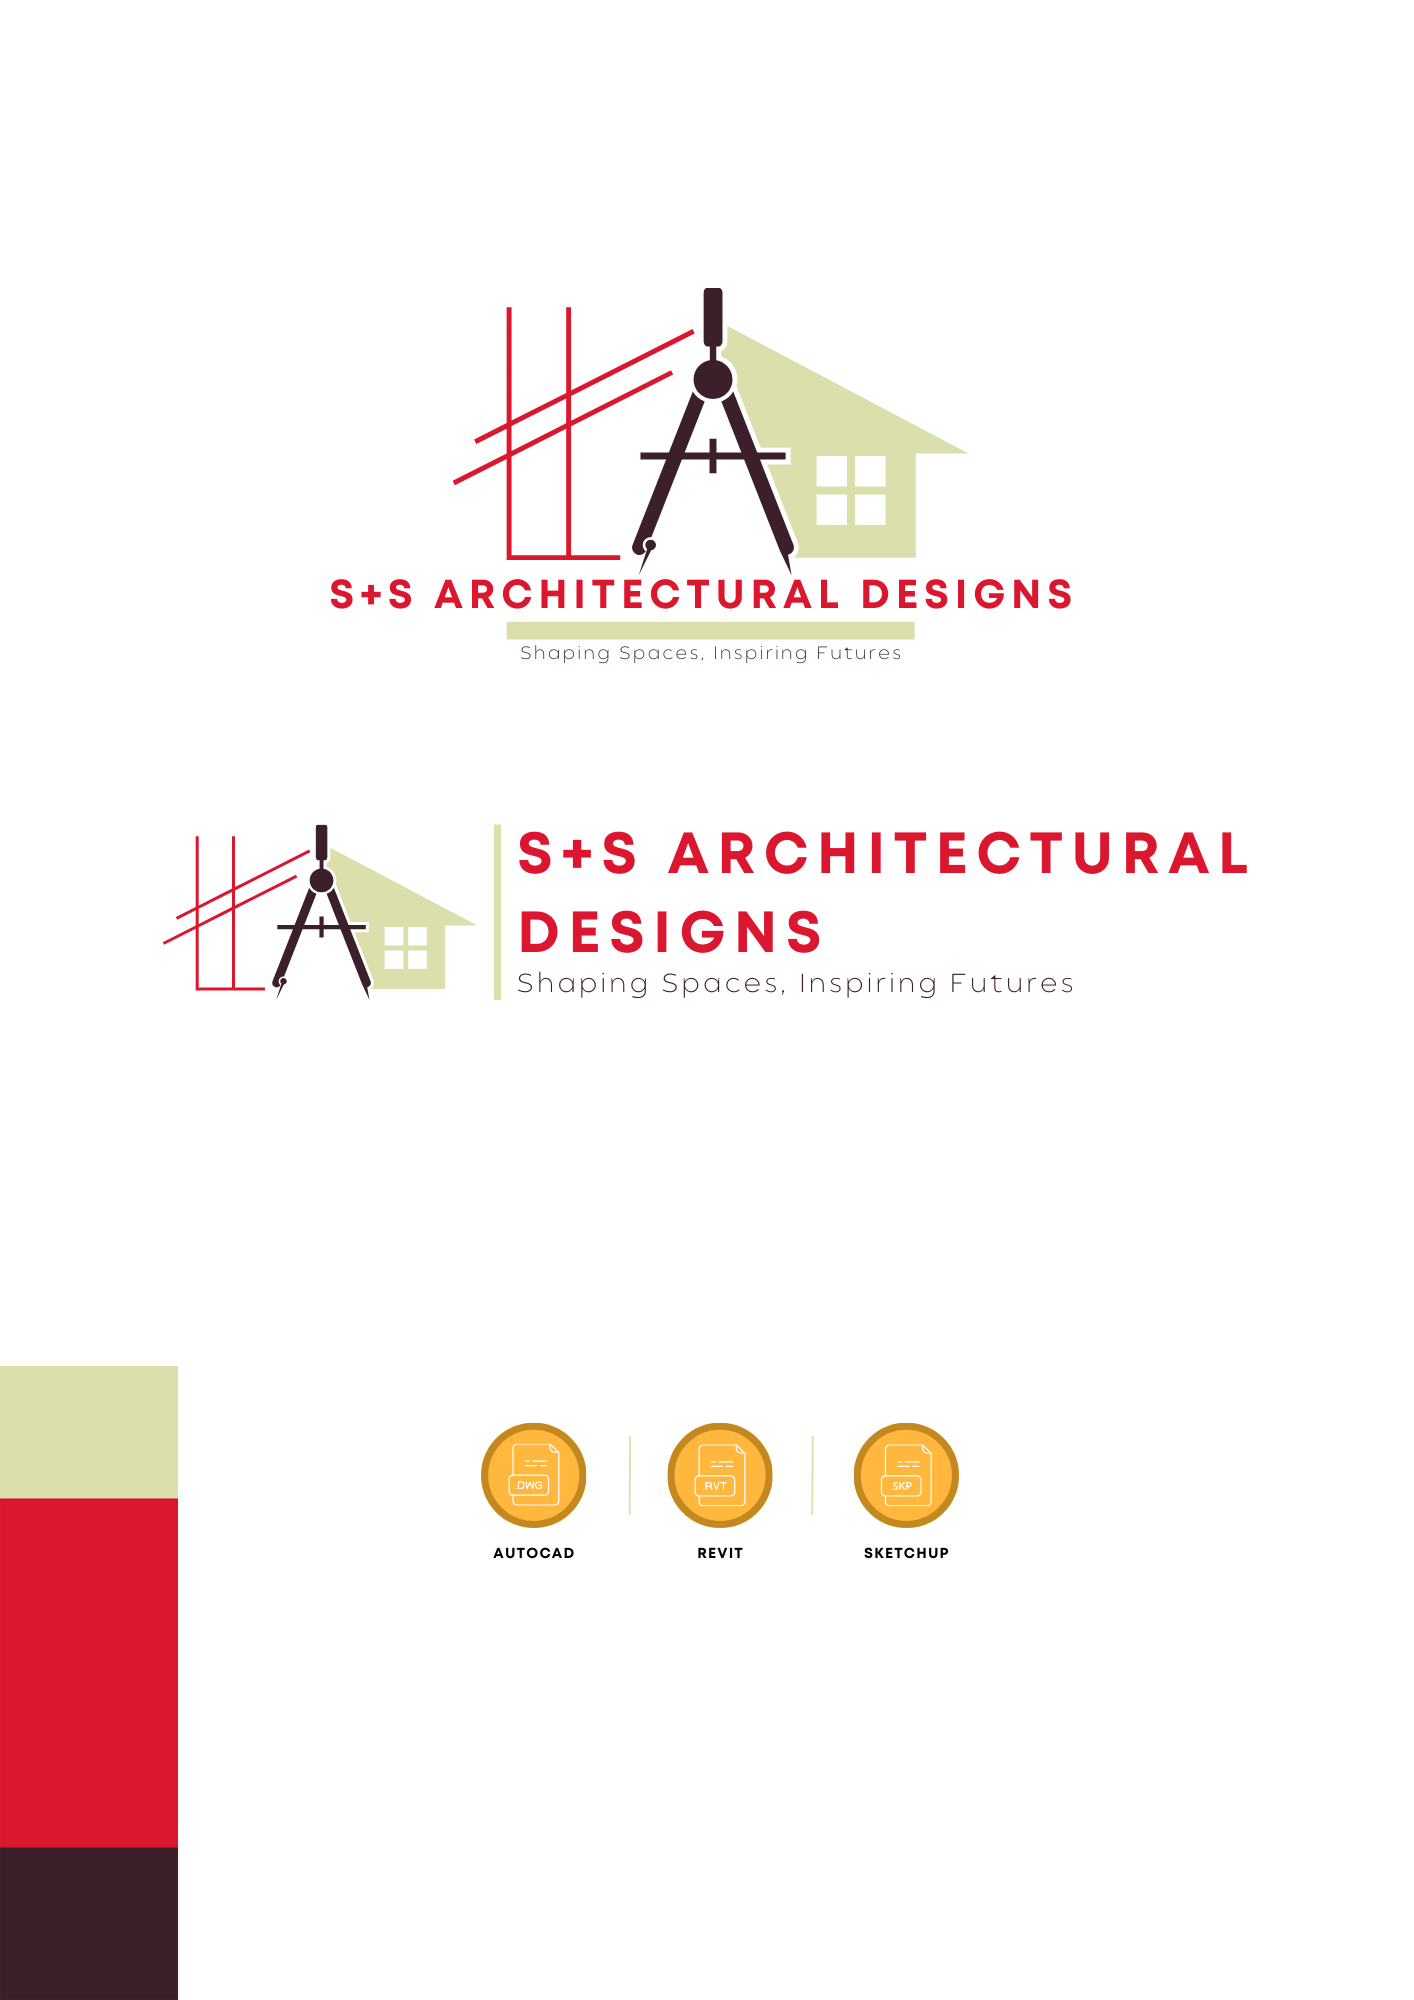 S+S ARCHITECTURAL DESIGNS
Shaping Spaces, Inspiring Futures
S+S ARCHITECTURAL
DESIGNS
Shaping Spaces, Inspiring Futures
.DWG
.RVT
.SKP
AUTOCAD
REVIT
SKETCHUP